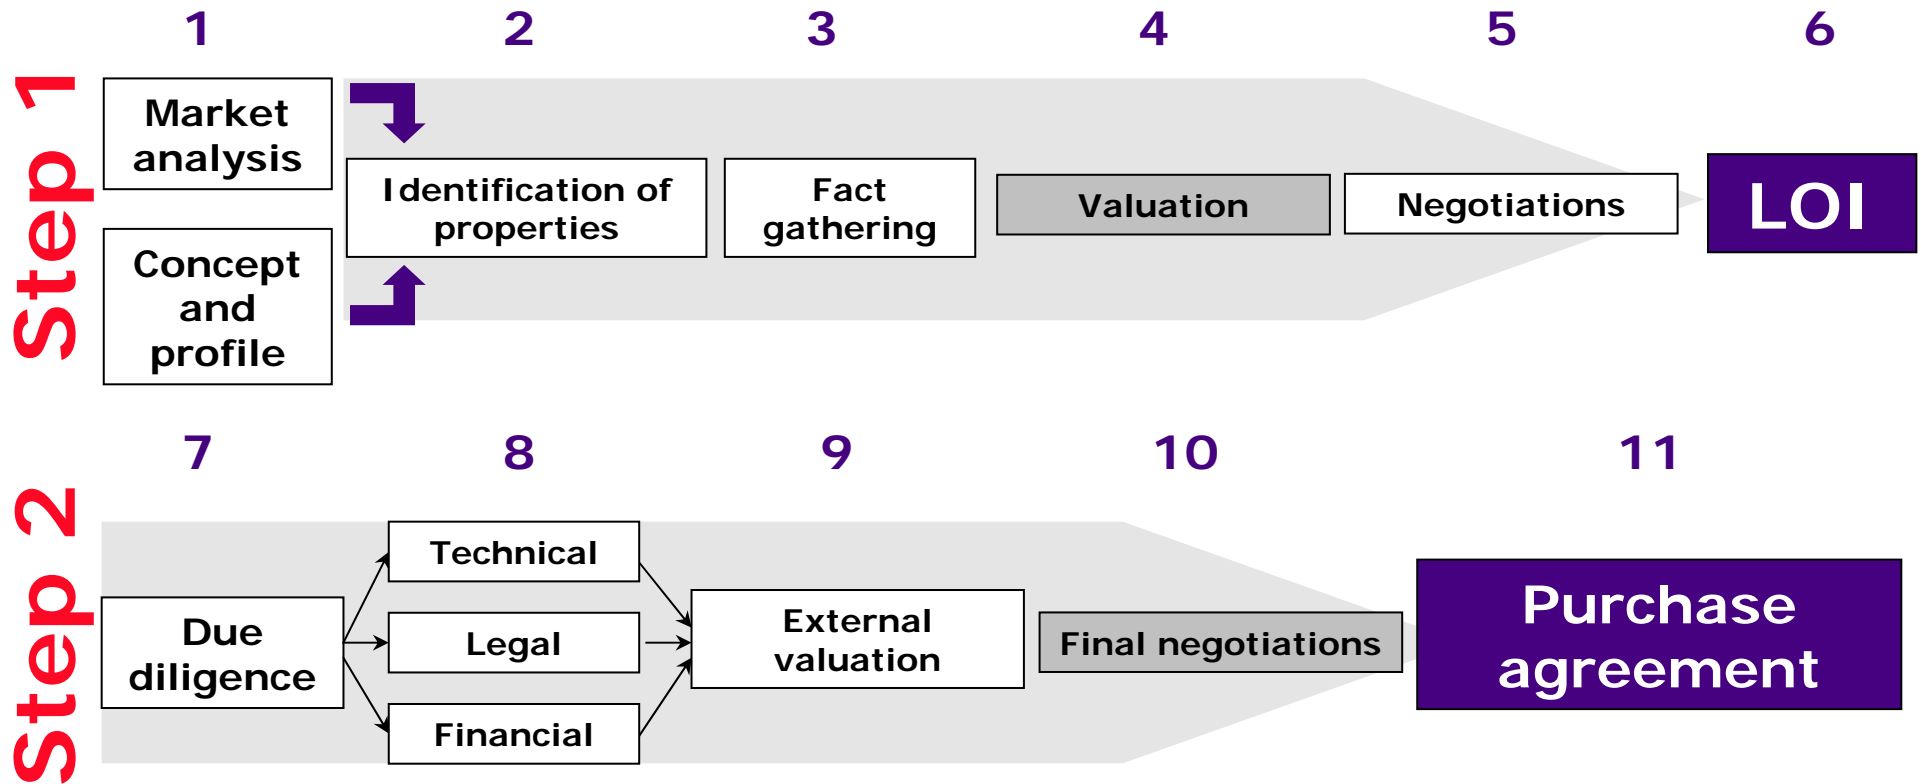 1 2 3 4 5 6
Step 1
Market
analysis
Concept
and
profile
Identification of
properties
Fact
gathering
Valuation
Negotiations
LOI
7 8 9 10 11
Step 2
Due
diligence
Technical
Legal
Financial
External
valuation
Final negotiations
Purchase
agreement